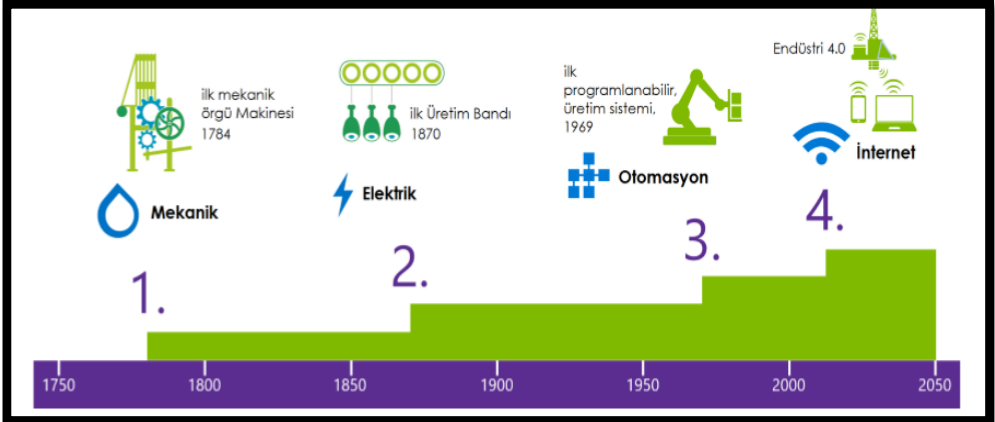 ilk mekanik
örgü Makinesi
1784
Mekanik
1.
ilk Üretim Bandı
1870
Elektrik
2.
ilk
programlanabilir,
üretim sistemi,
1969
Otomasyon
3.
Endüstri 4.0
İnternet
4.
1750 1800 1850 1900 1950 2000 2050